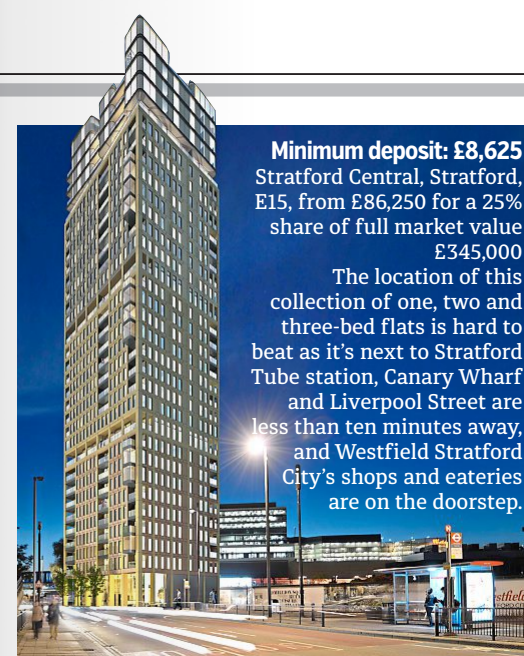 Minimum deposit: £8,625
Stratford Central, Stratford,
E15, from £86,250 for a 25%
share of full market value
£345,000
The location of this
collection of one, two and
three-bed flats is hard to
beat as it’s next to Stratford
Tube station, Canary Wharf
and Liverpool Street are
less than ten minutes away,
and Westfield Stratford
City’s shops and eateries
are on the doorstep.